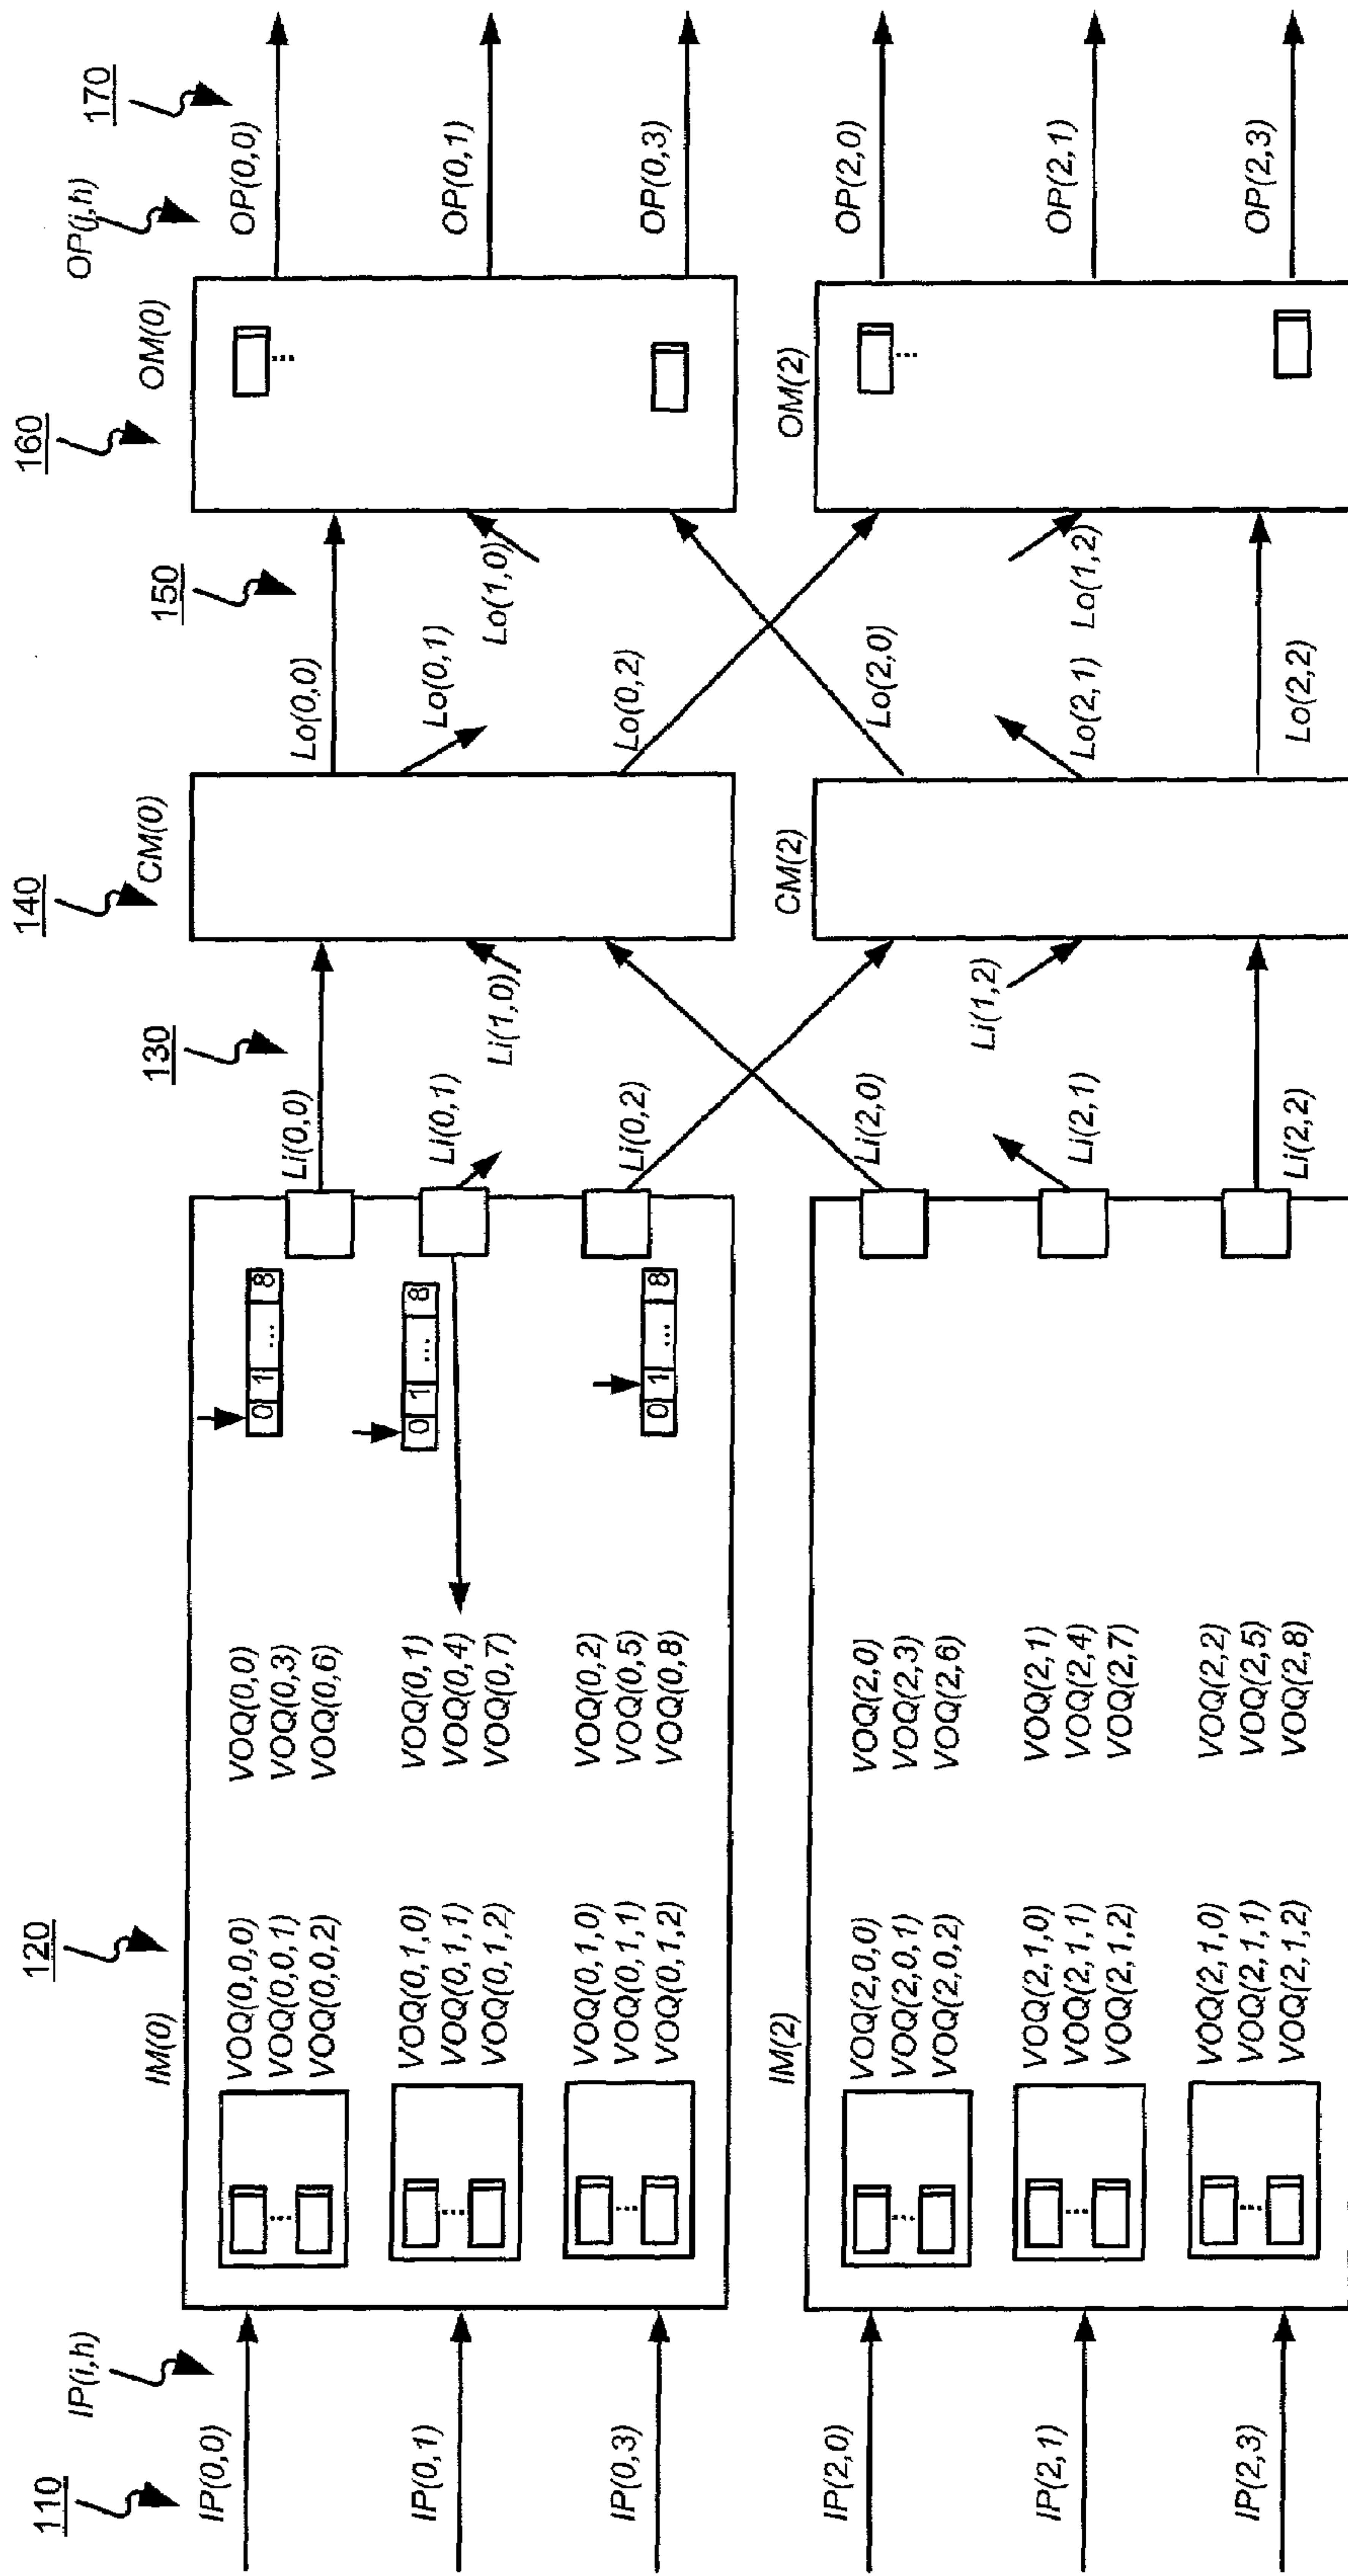 110
IP(i,h)
120
130
140
150
160
OP(j,h)
170
IM(0)
CM(0)
OM(0)
IP(0,0)
IP(0,1)
IP(0,3)
VOQ(0,0,0)
VOQ(0,0,1)
VOQ(0,0,2)
VOQ(0,1,0)
VOQ(0,1,1)
VOQ(0,1,2)
VOQ(0,1,0)
VOQ(0,1,1)
VOQ(0,1,2)
VOQ(0,0)
VOQ(0,3)
VOQ(0,6)
VOQ(0,1)
VOQ(0,4)
VOQ(0,7)
VOQ(0,2)
VOQ(0,5)
VOQ(0,8)
0 1 ... 8
0 1 ... 8
0 1 ... 8
Li(0,0)
Li(0,1)
Li(0,2)
Li(1,0)
Lo(0,0)
Lo(0,1)
Lo(0,2)
Lo(1,0)
OP(0,0)
OP(0,1)
OP(0,3)
IM(2)
CM(2)
OM(2)
IP(2,0)
IP(2,1)
IP(2,3)
VOQ(2,0,0)
VOQ(2,0,1)
VOQ(2,0,2)
VOQ(2,1,0)
VOQ(2,1,1)
VOQ(2,1,2)
VOQ(2,1,0)
VOQ(2,1,1)
VOQ(2,1,2)
VOQ(2,0)
VOQ(2,3)
VOQ(2,6)
VOQ(2,1)
VOQ(2,4)
VOQ(2,7)
VOQ(2,2)
VOQ(2,5)
VOQ(2,8)
Li(2,0)
Li(2,1)
Li(2,2)
Li(1,2)
Lo(2,0)
Lo(2,1)
Lo(2,2)
Lo(1,2)
OP(2,0)
OP(2,1)
OP(2,3)